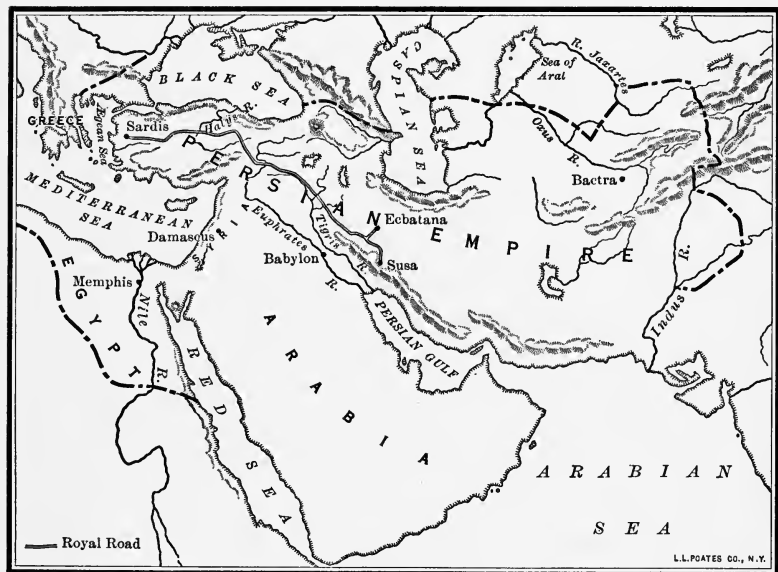 BLACK SEA
CASPIAN SEA
Sea of
Aral
R. Jaxartes
Oxus
R.
GREECE
Ægean Sea
Sardis
Halys R.
PERSIAN EMPIRE
Bactra
MEDITERRANEAN
SEA
Damascus
SYRIA
Euphrates
R.
Tigris
R.
Ecbatana
Babylon
Susa
Memphis
EGYPT
Nile
R.
RED SEA
ARABIA
PERSIAN GULF
Indus
R.
ARABIAN
SEA
Royal Road
L.L.POATES CO., N.Y.